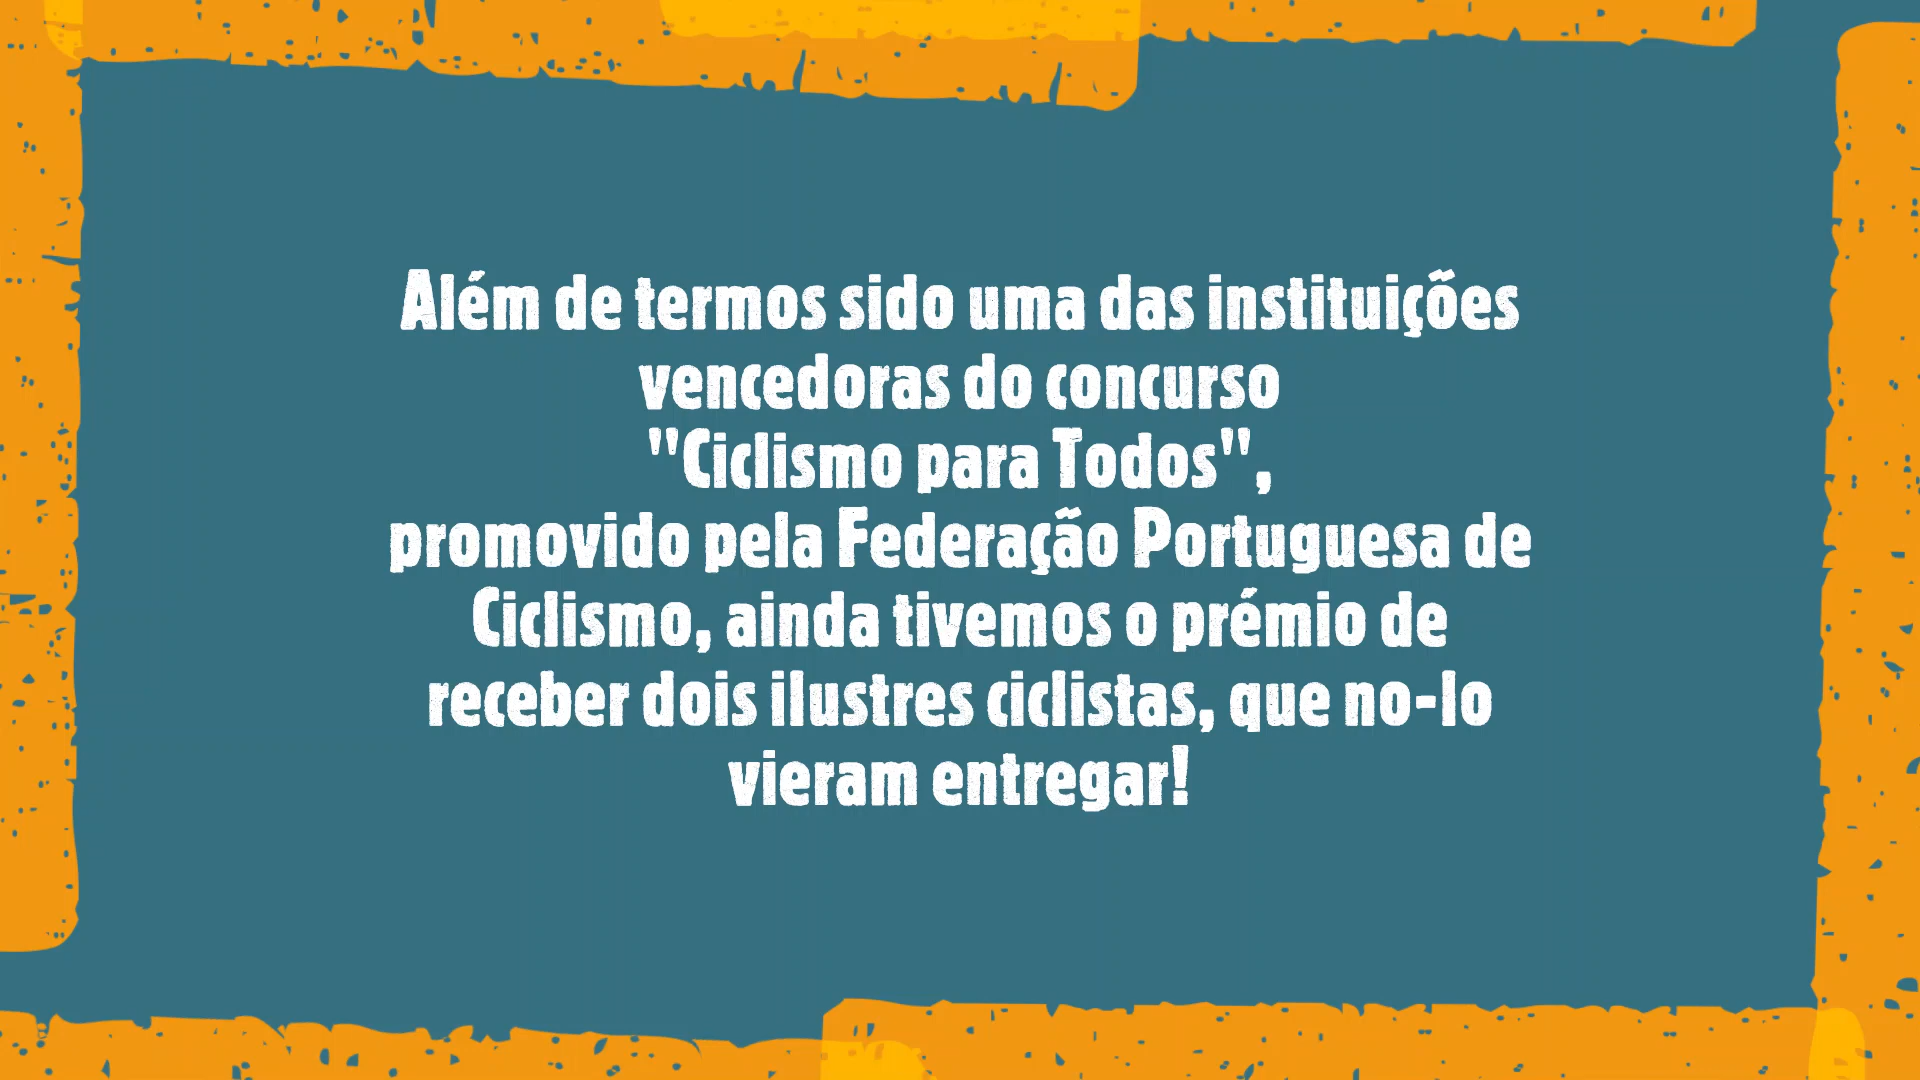 Além de termos sido uma das instituições
vencedoras do concurso
"Ciclismo para Todos",
promovido pela Federação Portuguesa de
Ciclismo, ainda tivemos o prémio de
receber dois ilustres ciclistas, que no-lo
vieram entregar!